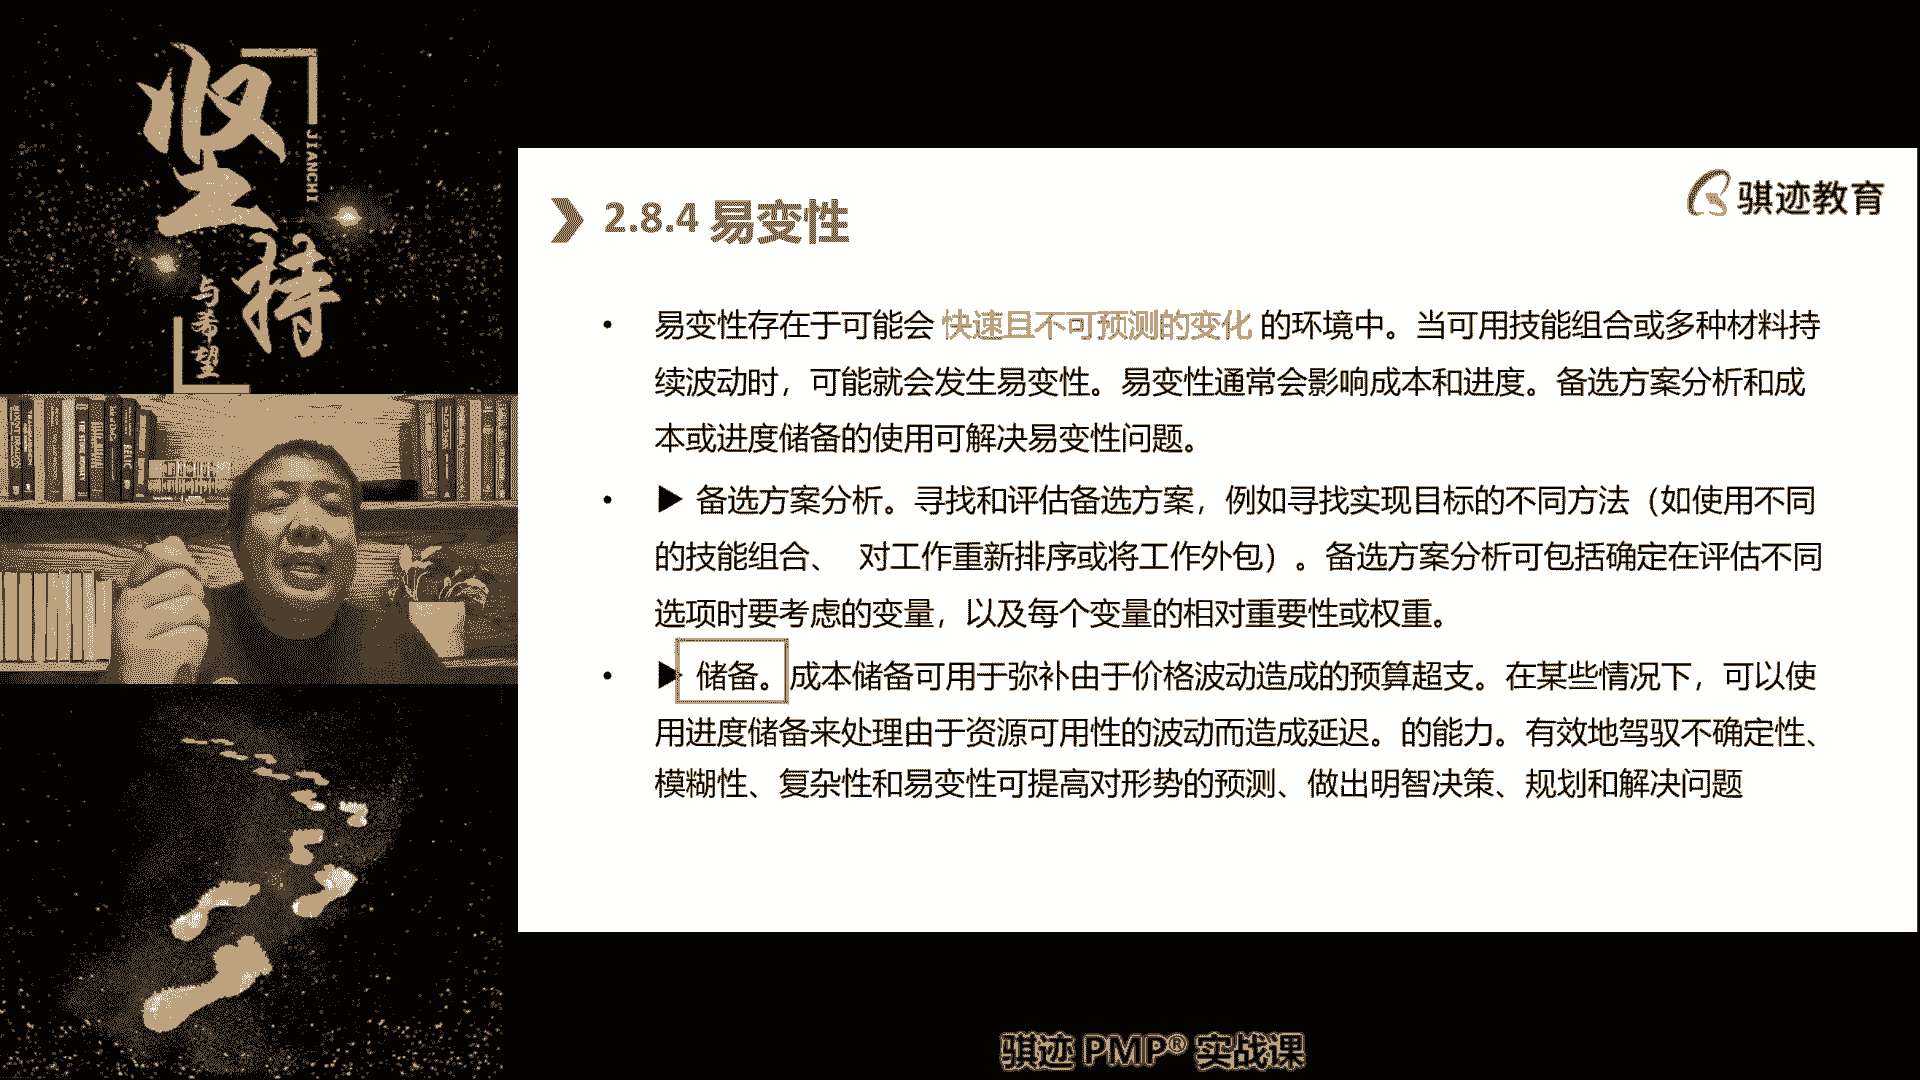 坚持
JIANCHI
与希望
骐迹教育
2.8.4 易变性
• 易变性存在于可能会 快速且不可预测的变化 的环境中。当可用技能组合或多种材料持
续波动时，可能就会发生易变性。易变性通常会影响成本和进度。备选方案分析和成
本或进度储备的使用可解决易变性问题。
• ▶ 备选方案分析。寻找和评估备选方案，例如寻找实现目标的不同方法（如使用不同
的技能组合、 对工作重新排序或将工作外包）。备选方案分析可包括确定在评估不同
选项时要考虑的变量，以及每个变量的相对重要性或权重。
• ▶ 储备。成本储备可用于弥补由于价格波动造成的预算超支。在某些情况下，可以使
用进度储备来处理由于资源可用性的波动而造成延迟。的能力。有效地驾驭不确定性、
模糊性、复杂性和易变性可提高对形势的预测、做出明智决策、规划和解决问题
骐迹 PMP® 实战课